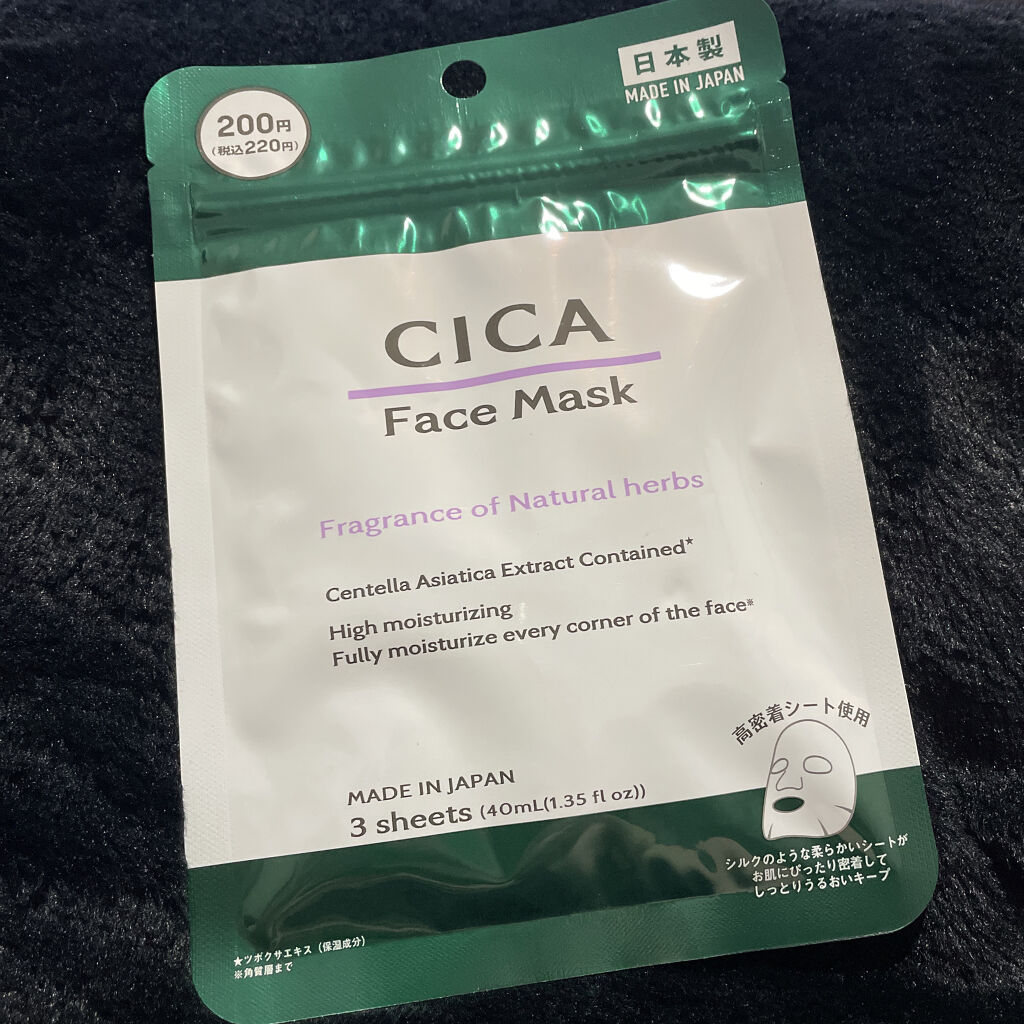 200円
(税込220円)
日本製
MADE IN JAPAN
CICA
Face Mask
Fragrance of Natural herbs
Centella Asiatica Extract Contained★
High moisturizing
Fully moisturize every corner of the face※
高密着シート使用
MADE IN JAPAN
3 sheets (40mL(1.35 fl oz))
シルクのような柔らかいシートが
お肌にぴったり密着して
しっとりうるおいキープ
★ツボクサエキス（保湿成分）
※角質層まで